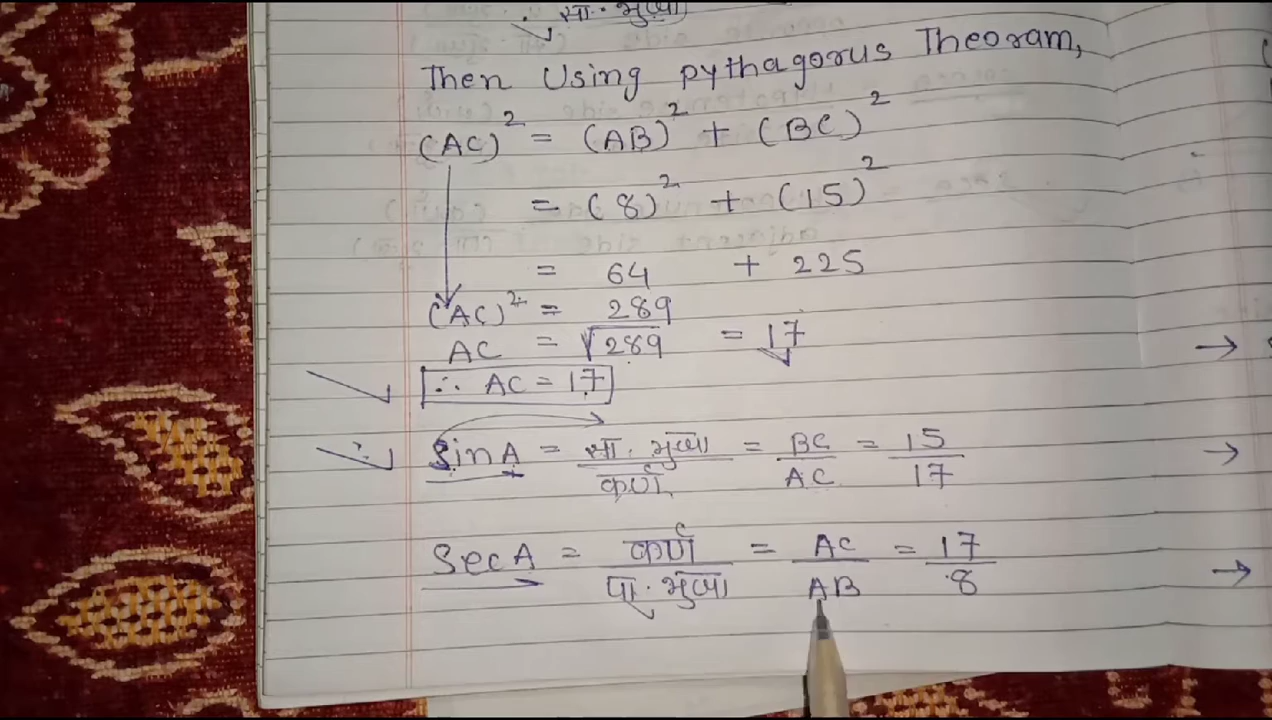 ∴ सा. भुजा
Then Using pythagorus Theoram,
(AC)² = (AB)² + (BC)²
= (8)² + (15)²
= 64 + 225
(AC)² = 289
AC = √289 = 17
∴ AC = 17
∴ SinA = सा. भुजा / कर्ण = BC / AC = 15 / 17
SecA = कर्ण / पा. भुजा = AC / AB = 17 / 8